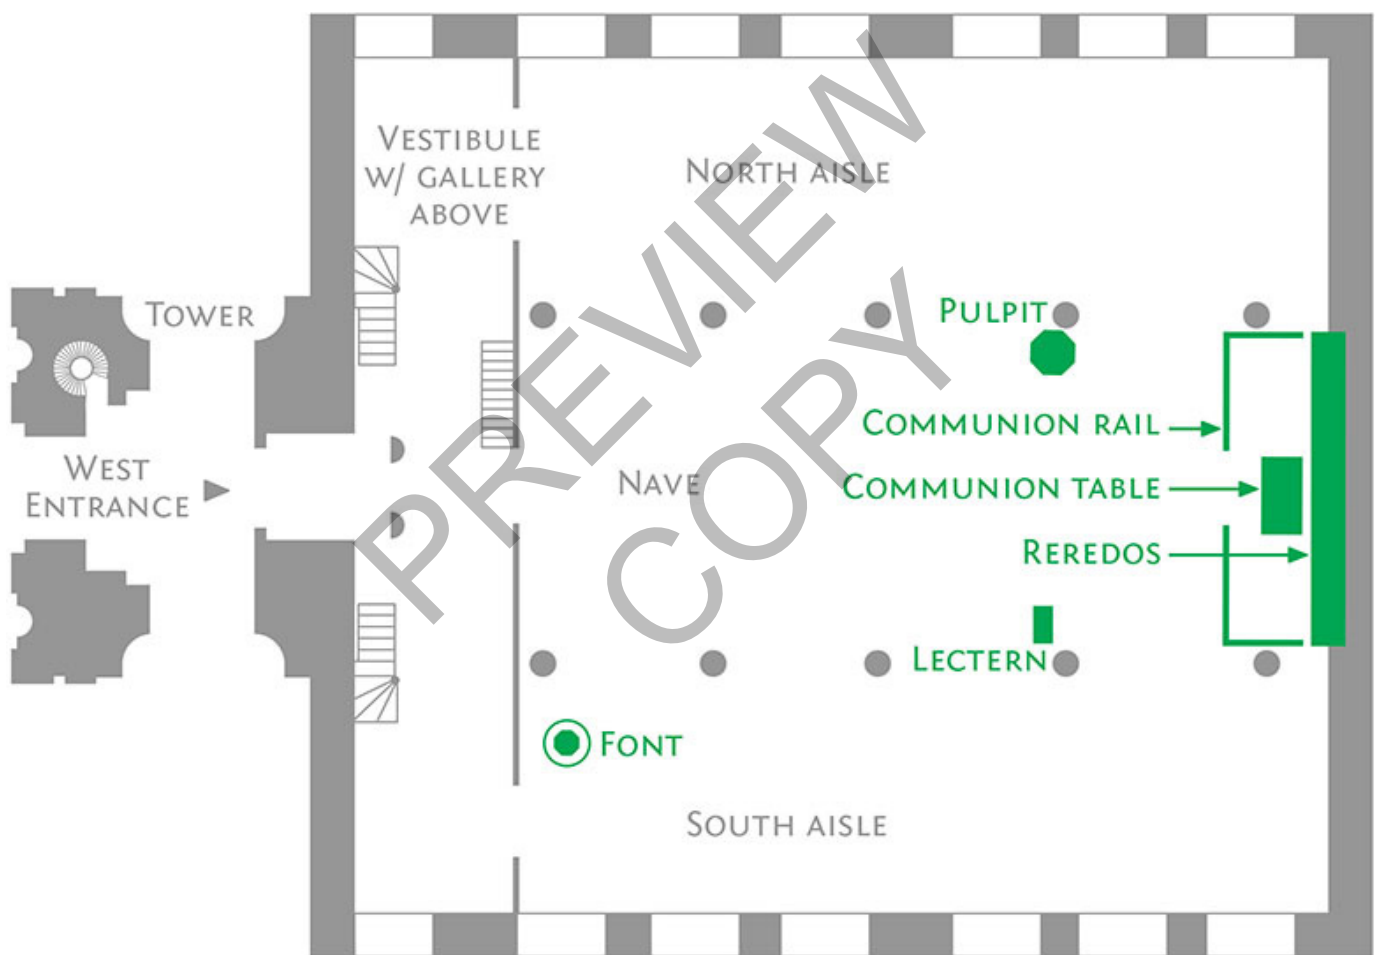 VESTIBULE
W/ GALLERY
ABOVE
NORTH AISLE
TOWER
PULPIT
COMMUNION RAIL
WEST
ENTRANCE
NAVE
COMMUNION TABLE
REREDOS
LECTERN
FONT
SOUTH AISLE
PREVIEW
COPY